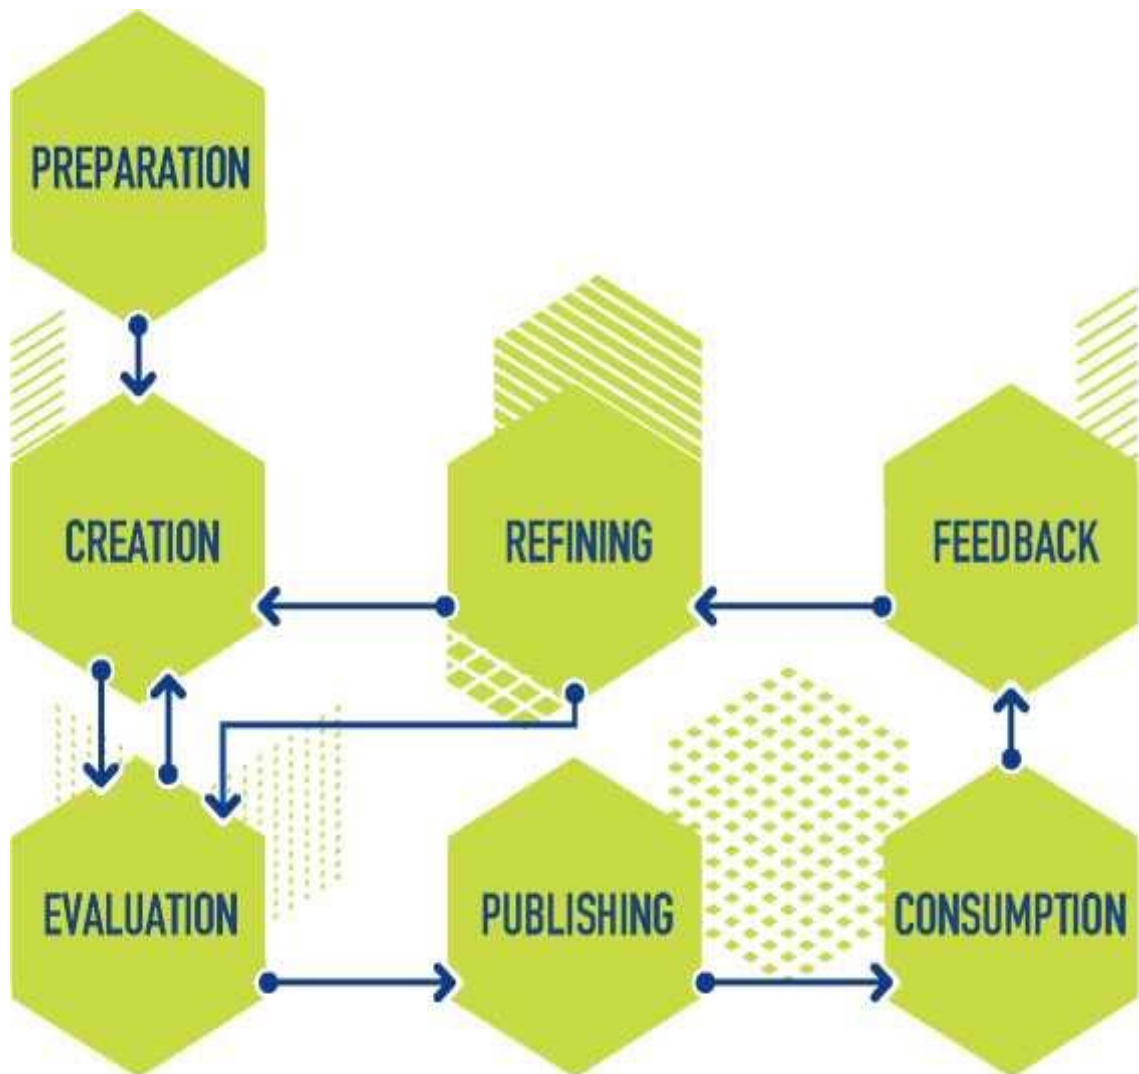 PREPARATION
CREATION
REFINING
FEEDBACK
EVALUATION
PUBLISHING
CONSUMPTION